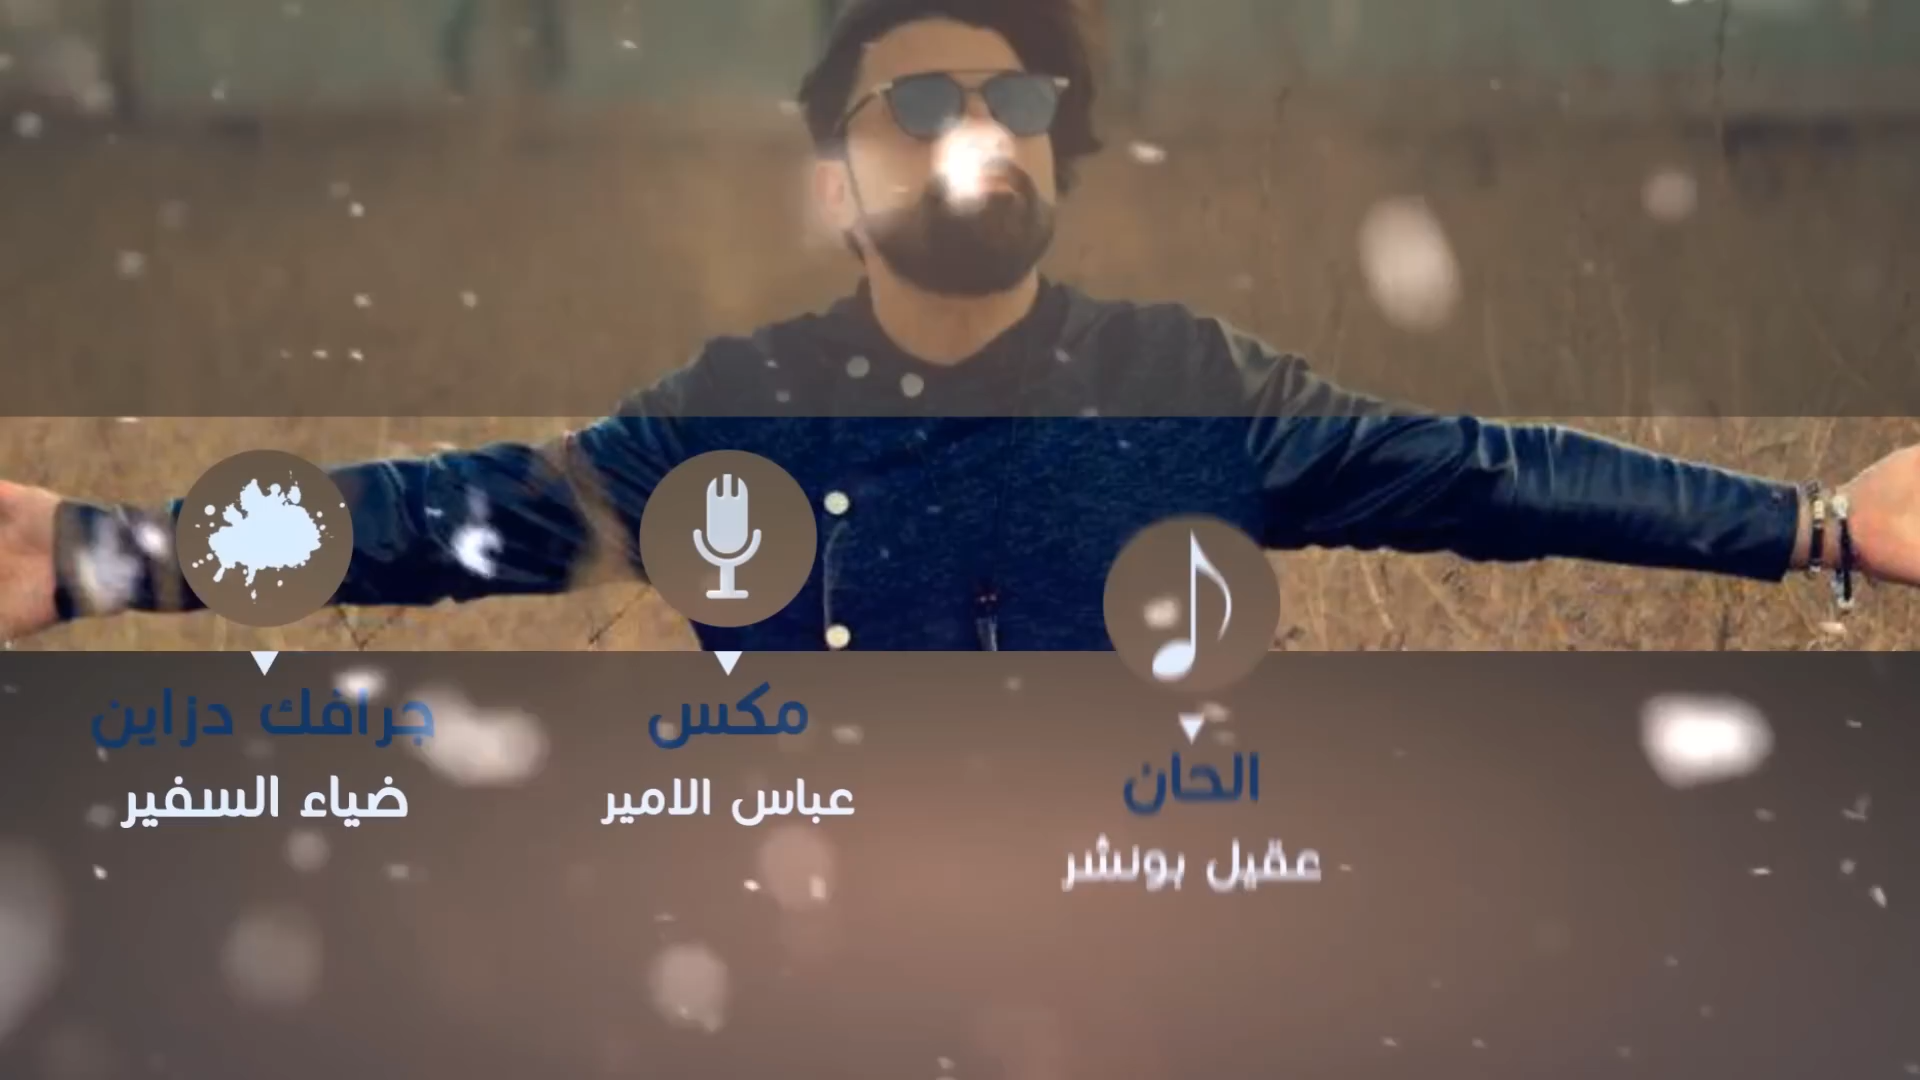 الحان
عقيل بونشر
مكس
عباس الامير
جرافك دزاين
ضياء السفير